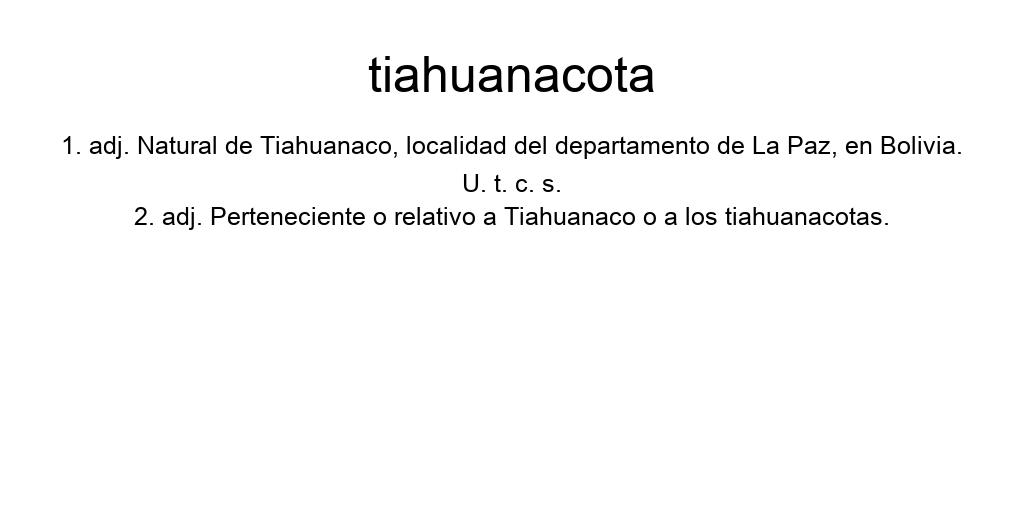 tiahuanacota
1. adj. Natural de Tiahuanaco, localidad del departamento de La Paz, en Bolivia.
U. t. c. s.
2. adj. Perteneciente o relativo a Tiahuanaco o a los tiahuanacotas.